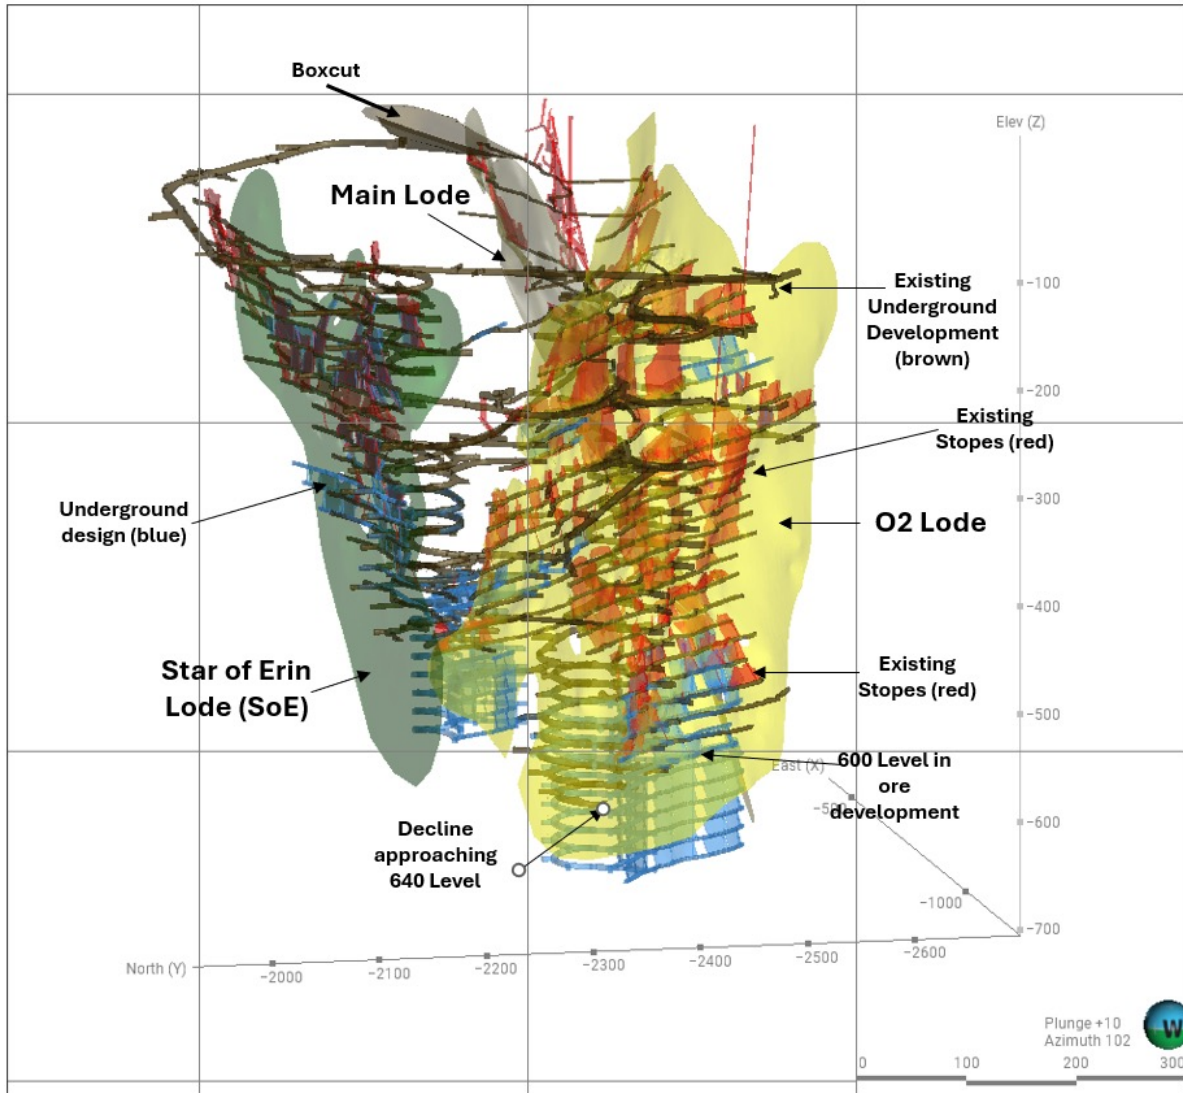 Boxcut
Elev (Z)
Main Lode
-100
Existing
Underground
Development
(brown)
-200
Existing
Stopes (red)
-300
Underground
design (blue)
O2 Lode
-400
Star of Erin
Lode (SoE)
Existing
Stopes (red)
-500
East (X)
600 Level in
ore
development
-500
-600
Decline
approaching
640 Level
-1000
-700
North (Y)
-2000
-2100
-2200
-2300
-2400
-2500
-2600
Plunge +10
Azimuth 102
W
0 100 200 300